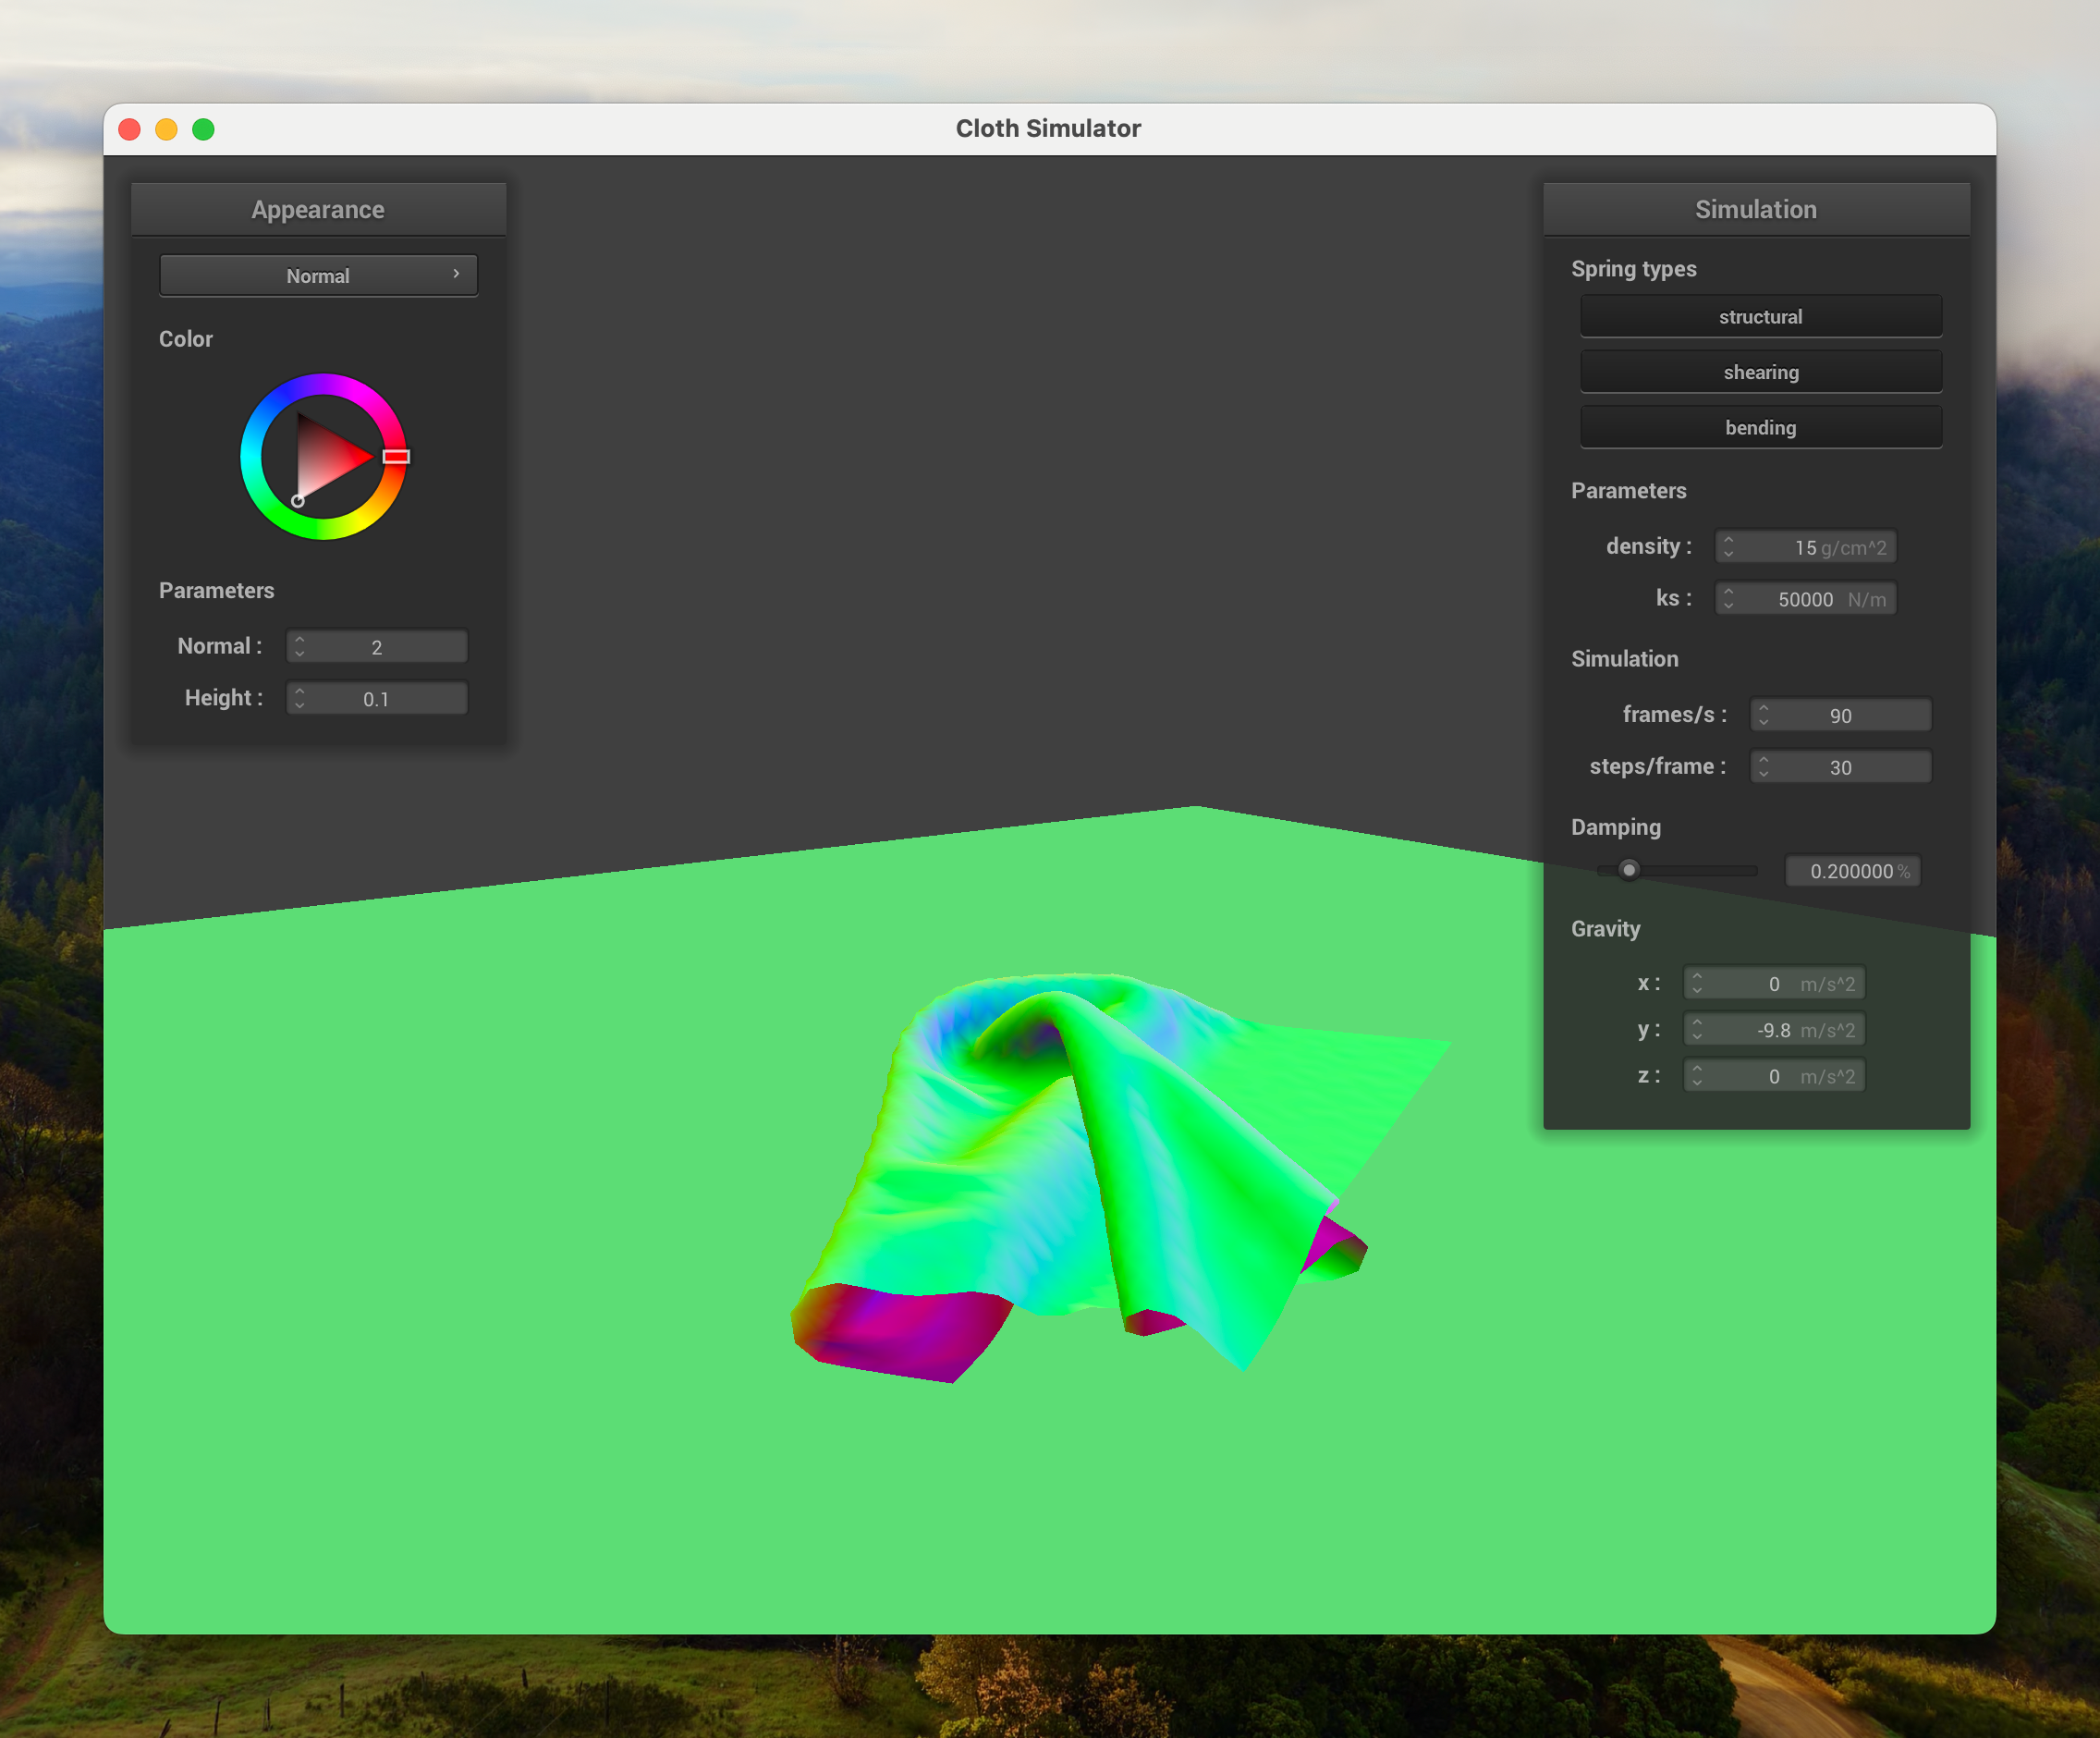 Cloth Simulator
Appearance
Normal
Color
Parameters
Normal : 2
Height : 0.1
Simulation
Spring types
structural
shearing
bending
Parameters
density : 15 g/cm^2
ks : 50000 N/m
Simulation
frames/s : 90
steps/frame : 30
Damping
0.200000 %
Gravity
x : 0 m/s^2
y : -9.8 m/s^2
z : 0 m/s^2